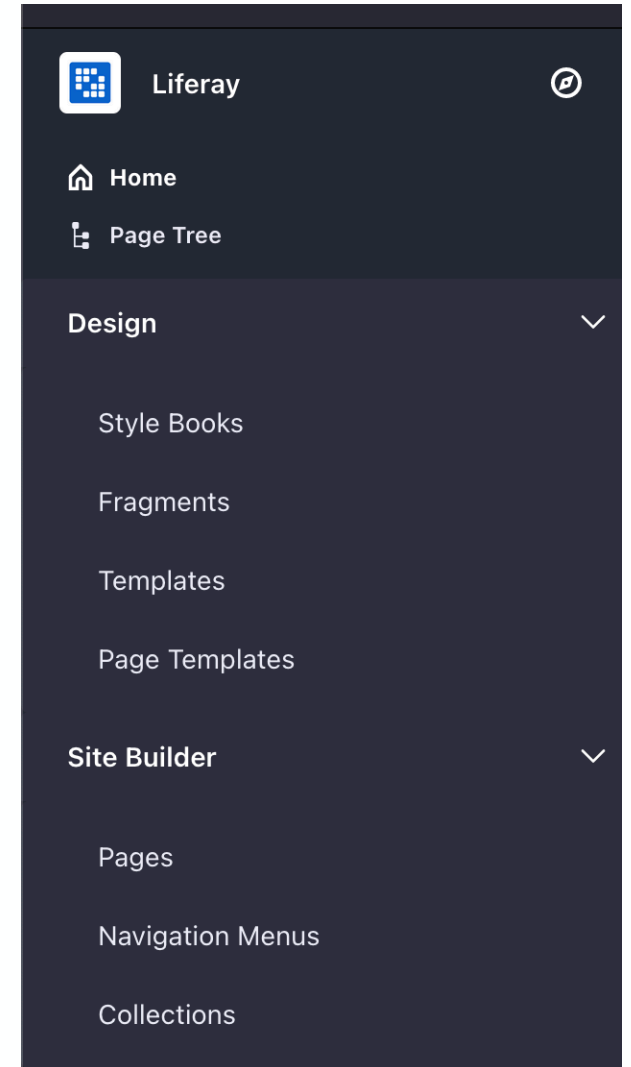 Liferay
Home
Page Tree
Design
Style Books
Fragments
Templates
Page Templates
Site Builder
Pages
Navigation Menus
Collections